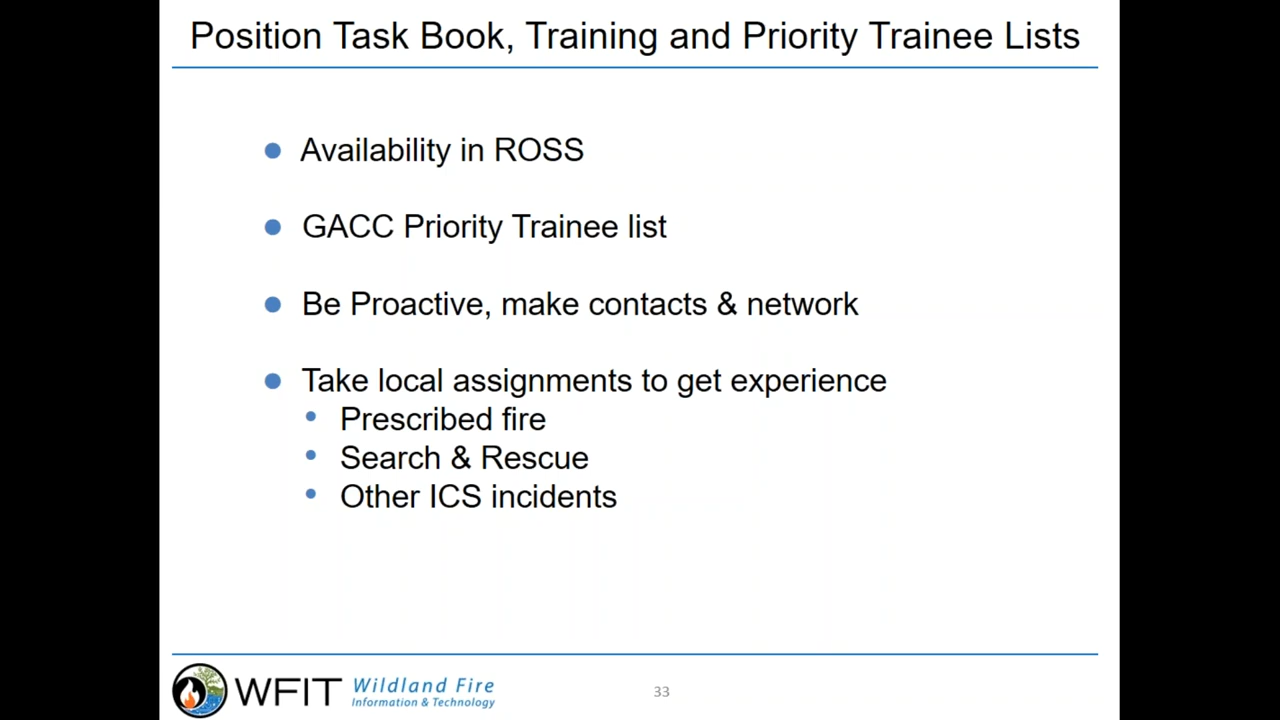 Position Task Book, Training and Priority Trainee Lists
Availability in ROSS
GACC Priority Trainee list
Be Proactive, make contacts & network
Take local assignments to get experience
Prescribed fire
Search & Rescue
Other ICS incidents
WFIT Wildland Fire
Information & Technology
33